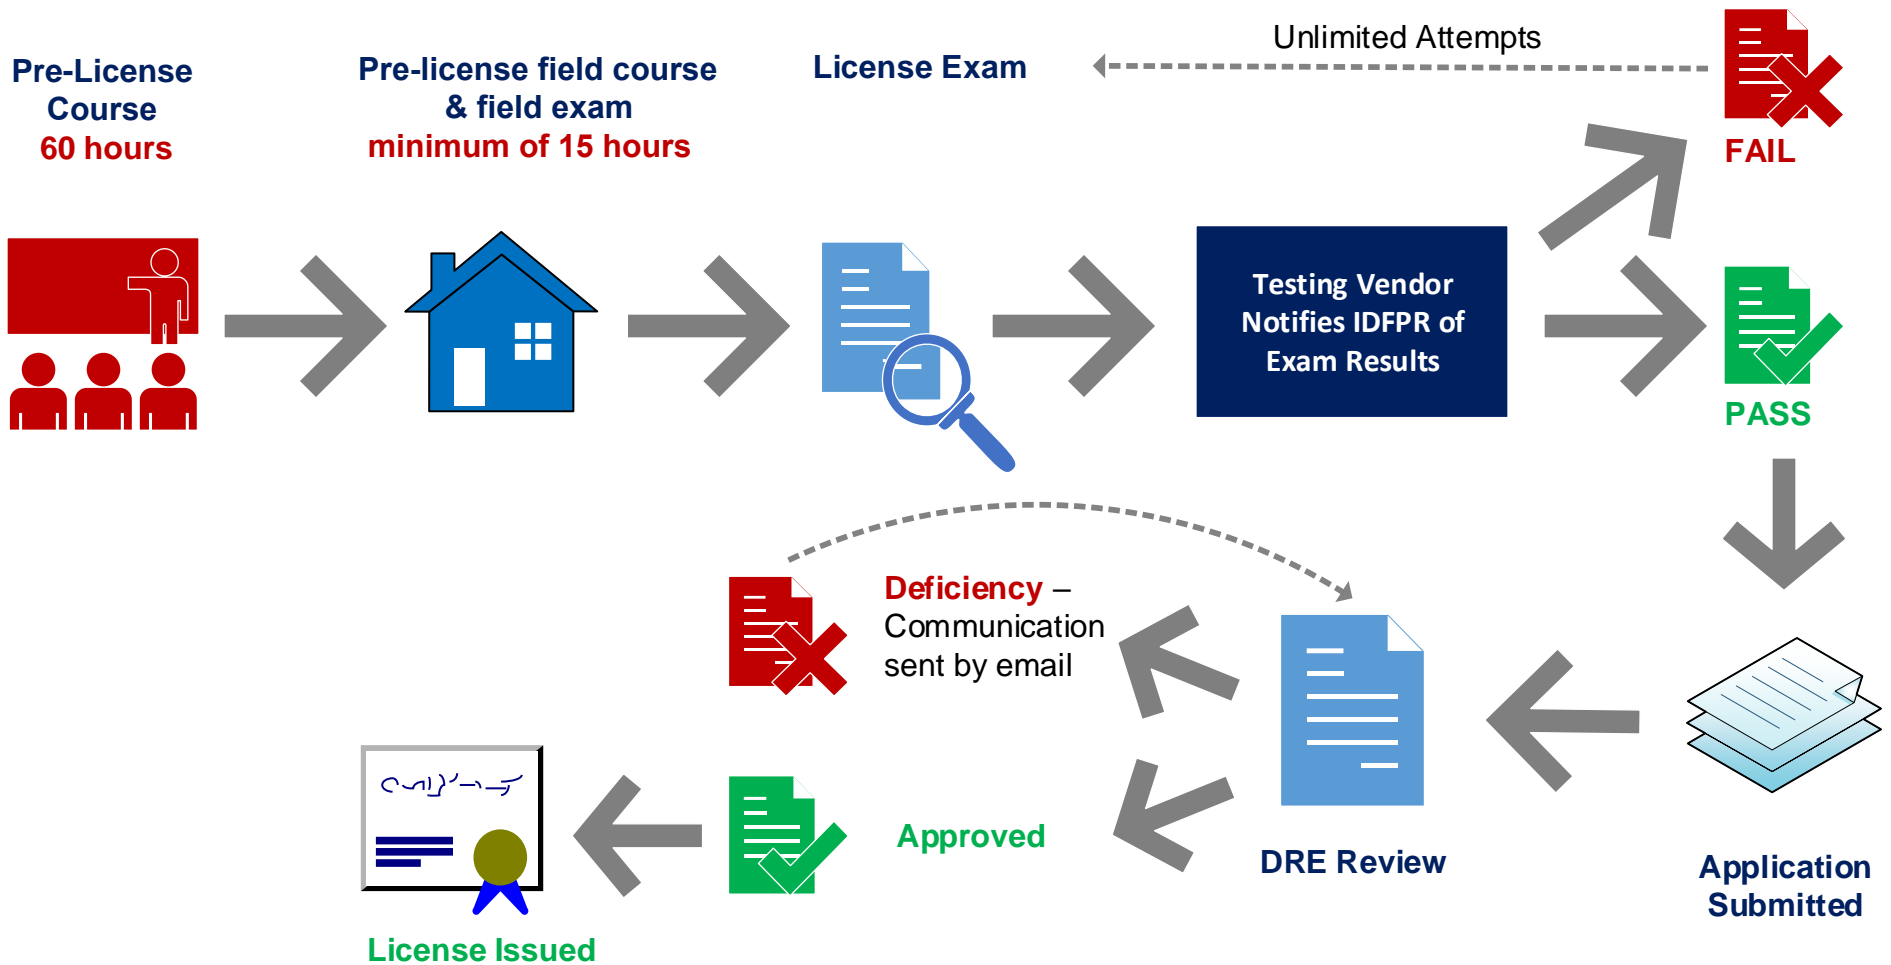 Pre-License
Course
60 hours
Pre-license field course
& field exam
minimum of 15 hours
License Exam
Unlimited Attempts
FAIL
Testing Vendor
Notifies IDFPR of
Exam Results
PASS
Deficiency –
Communication
sent by email
Approved
DRE Review
Application
Submitted
License Issued